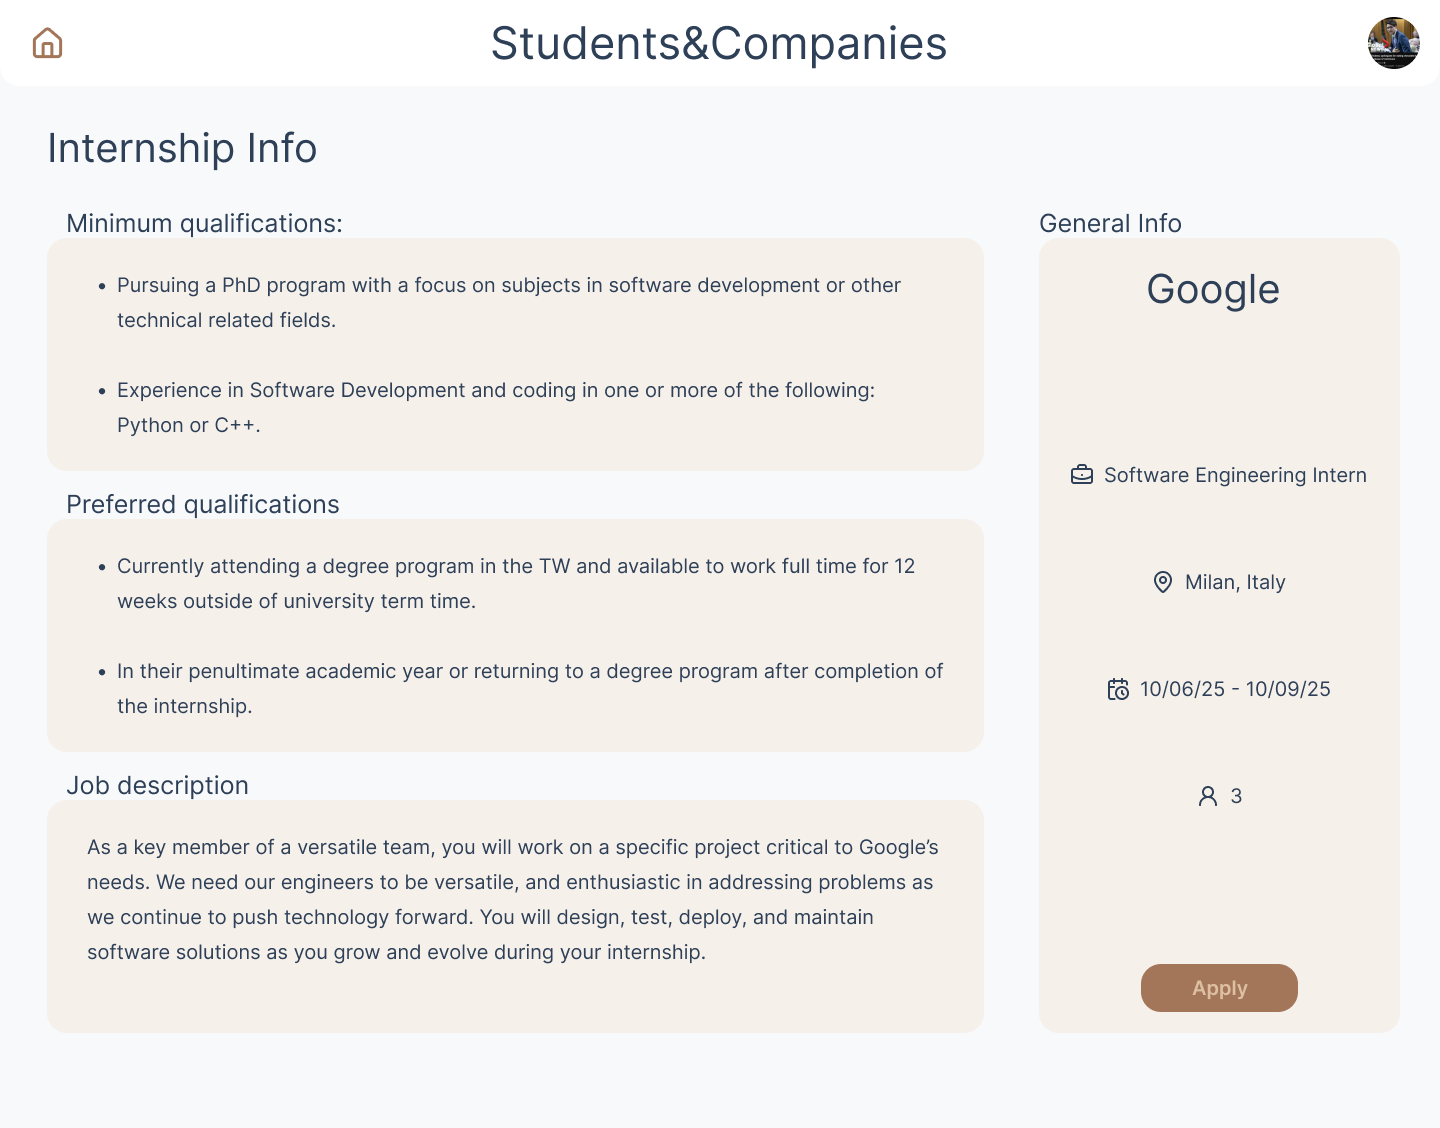 Students&Companies
Internship Info
Minimum qualifications:
• Pursuing a PhD program with a focus on subjects in software development or other
technical related fields.
• Experience in Software Development and coding in one or more of the following:
Python or C++.
Preferred qualifications
• Currently attending a degree program in the TW and available to work full time for 12
weeks outside of university term time.
• In their penultimate academic year or returning to a degree program after completion of
the internship.
Job description
As a key member of a versatile team, you will work on a specific project critical to Google’s
needs. We need our engineers to be versatile, and enthusiastic in addressing problems as
we continue to push technology forward. You will design, test, deploy, and maintain
software solutions as you grow and evolve during your internship.
General Info
Google
Software Engineering Intern
Milan, Italy
10/06/25 - 10/09/25
3
Apply